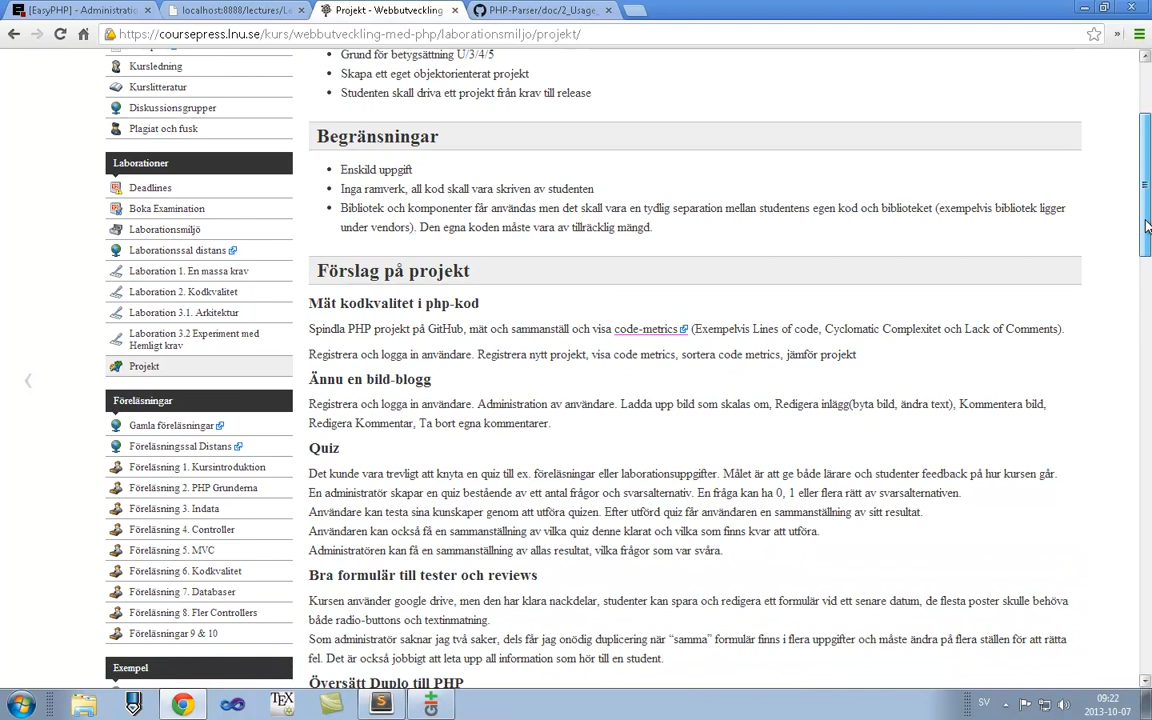 [EasyPHP] - Administratio
localhost:8888/lectures/Le
Projekt - Webbutveckling
PHP-Parser/doc/2_Usage_
https://coursepress.lnu.se/kurs/webbutveckling-med-php/laborationsmiljo/projekt/
Kursledning
Kurslitteratur
Diskussionsgrupper
Plagiat och fusk
Laborationer
Deadlines
Boka Examination
Laborationsmiljö
Laborationssal distans
Laboration 1. En massa krav
Laboration 2. Kodkvalitet
Laboration 3.1. Arkitektur
Laboration 3.2 Experiment med
Hemligt krav
Projekt
Föreläsningar
Gamla föreläsningar
Föreläsningssal Distans
Föreläsning 1. Kursintroduktion
Föreläsning 2. PHP Grunderna
Föreläsning 3. Indata
Föreläsning 4. Controller
Föreläsning 5. MVC
Föreläsning 6. Kodkvalitet
Föreläsning 7. Databaser
Föreläsning 8. Fler Controllers
Föreläsningar 9 & 10
Exempel
Grund för betygsättning U/3/4/5
Skapa ett eget objektorienterat projekt
Studenten skall driva ett projekt från krav till release
Begränsningar
Enskild uppgift
Inga ramverk, all kod skall vara skriven av studenten
Bibliotek och komponenter får användas men det skall vara en tydlig separation mellan studentens egen kod och biblioteket (exempelvis bibliotek ligger
under vendors). Den egna koden måste vara av tillräcklig mängd.
Förslag på projekt
Mät kodkvalitet i php-kod
Spindla PHP projekt på GitHub, mät och sammanställ och visa code-metrics (Exempelvis Lines of code, Cyclomatic Complexitet och Lack of Comments).
Registrera och logga in användare. Registrera nytt projekt, visa code metrics, sortera code metrics, jämför projekt
Ännu en bild-blogg
Registrera och logga in användare. Administration av användare. Ladda upp bild som skalas om, Redigera inlägg(byta bild, ändra text), Kommentera bild,
Redigera Kommentar, Ta bort egna kommentarer.
Quiz
Det kunde vara trevligt att knyta en quiz till ex. föreläsningar eller laborationsuppgifter. Målet är att ge både lärare och studenter feedback på hur kursen går.
En administratör skapar en quiz bestående av ett antal frågor och svarsalternativ. En fråga kan ha 0, 1 eller flera rätt av svarsalternativen.
Användare kan testa sina kunskaper genom att utföra quizen. Efter utförd quiz får användaren en sammanställning av sitt resultat.
Användaren kan också få en sammanställning av vilka quiz denne klarat och vilka som finns kvar att utföra.
Administratören kan få en sammanställning av allas resultat, vilka frågor som var svåra.
Bra formulär till tester och reviews
Kursen använder google drive, men den har klara nackdelar, studenter kan spara och redigera ett formulär vid ett senare datum, de flesta poster skulle behöva
både radio-buttons och textinmatning.
Som administratör saknar jag två saker, dels får jag onödig duplicering när “samma” formulär finns i flera uppgifter och måste ändra på flera ställen för att rätta
fel. Det är också jobbigt att leta upp all information som hör till en student.
Översätt Duplo till PHP
SV
09:22
2013-10-07